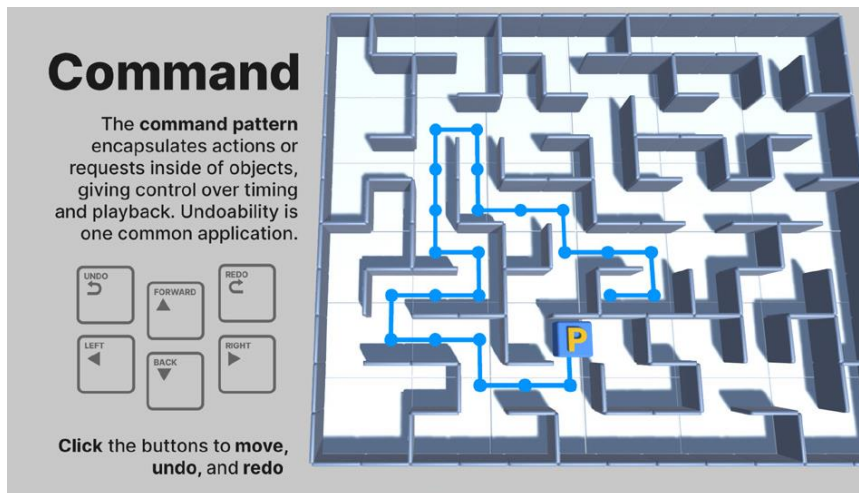 Command
The command pattern
encapsulates actions or
requests inside of objects,
giving control over timing
and playback. Undoability is
one common application.
UNDO
FORWARD
REDO
LEFT
BACK
RIGHT
Click the buttons to move,
undo, and redo
P